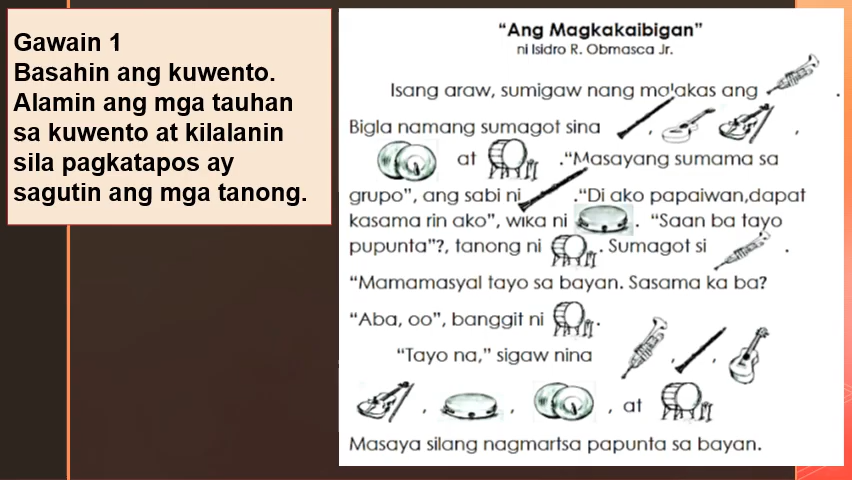 Gawain 1
Basahin ang kuwento.
Alamin ang mga tauhan
sa kuwento at kilalanin
sila pagkatapos ay
sagutin ang mga tanong.
“Ang Magkakaibigan”
ni Isidro R. Obmasca Jr.
Isang araw, sumigaw nang malakas ang .
Bigla namang sumagot sina , ,
at .“Masayang sumama sa
grupo”, ang sabi ni .“Di ako papaiwan,dapat
kasama rin ako”, wika ni . “Saan ba tayo
pupunta”?, tanong ni . Sumagot si .
“Mamamasyal tayo sa bayan. Sasama ka ba?
“Aba, oo”, banggit ni .
“Tayo na,” sigaw nina , ,
, , , at
Masaya silang nagmartsa papunta sa bayan.